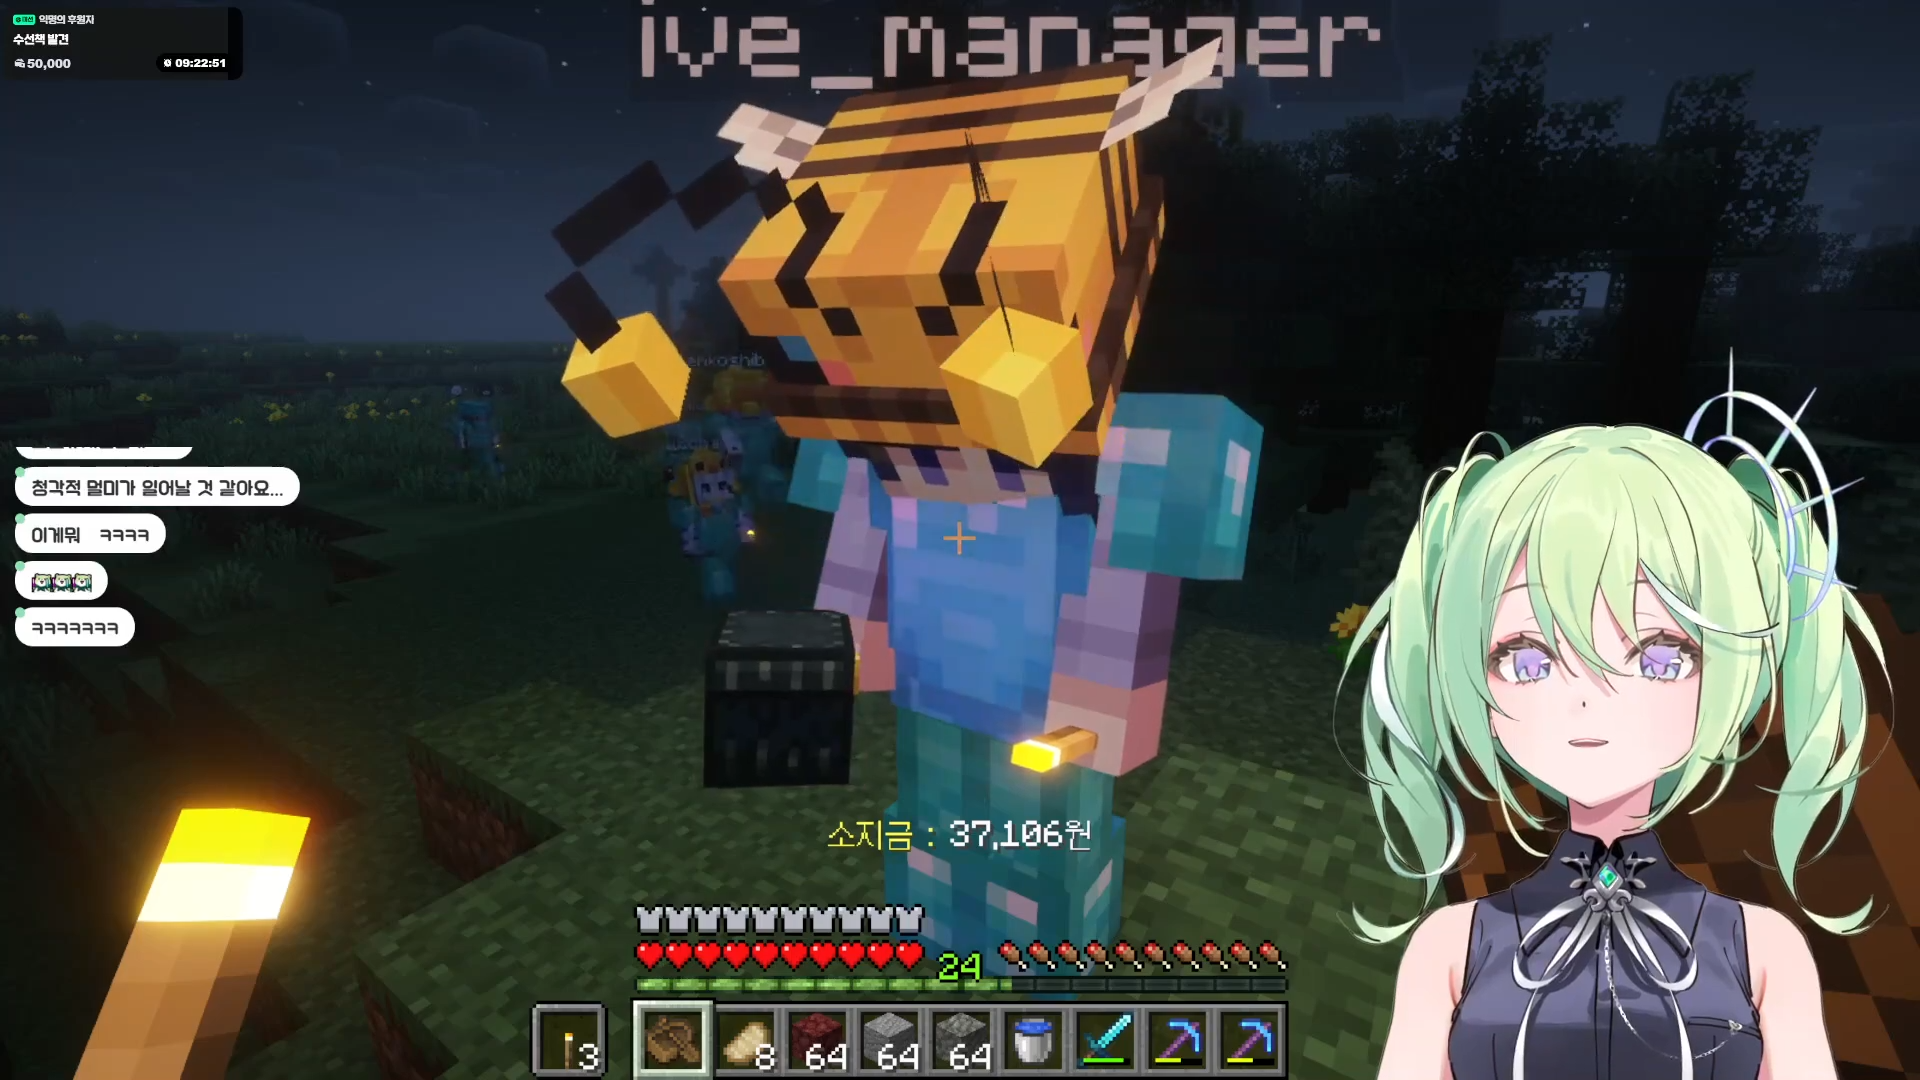 ive_manager
익명의 후원자
수선책 발견
50,000
09:22:51
enkoshib
청각적 멀미가 일어날 것 같아요...
이게뭐 ㅋㅋㅋㅋ
ㅋㅋㅋㅋㅋㅋㅋ
소지금 : 37,106원
24
3
8
64
64
64